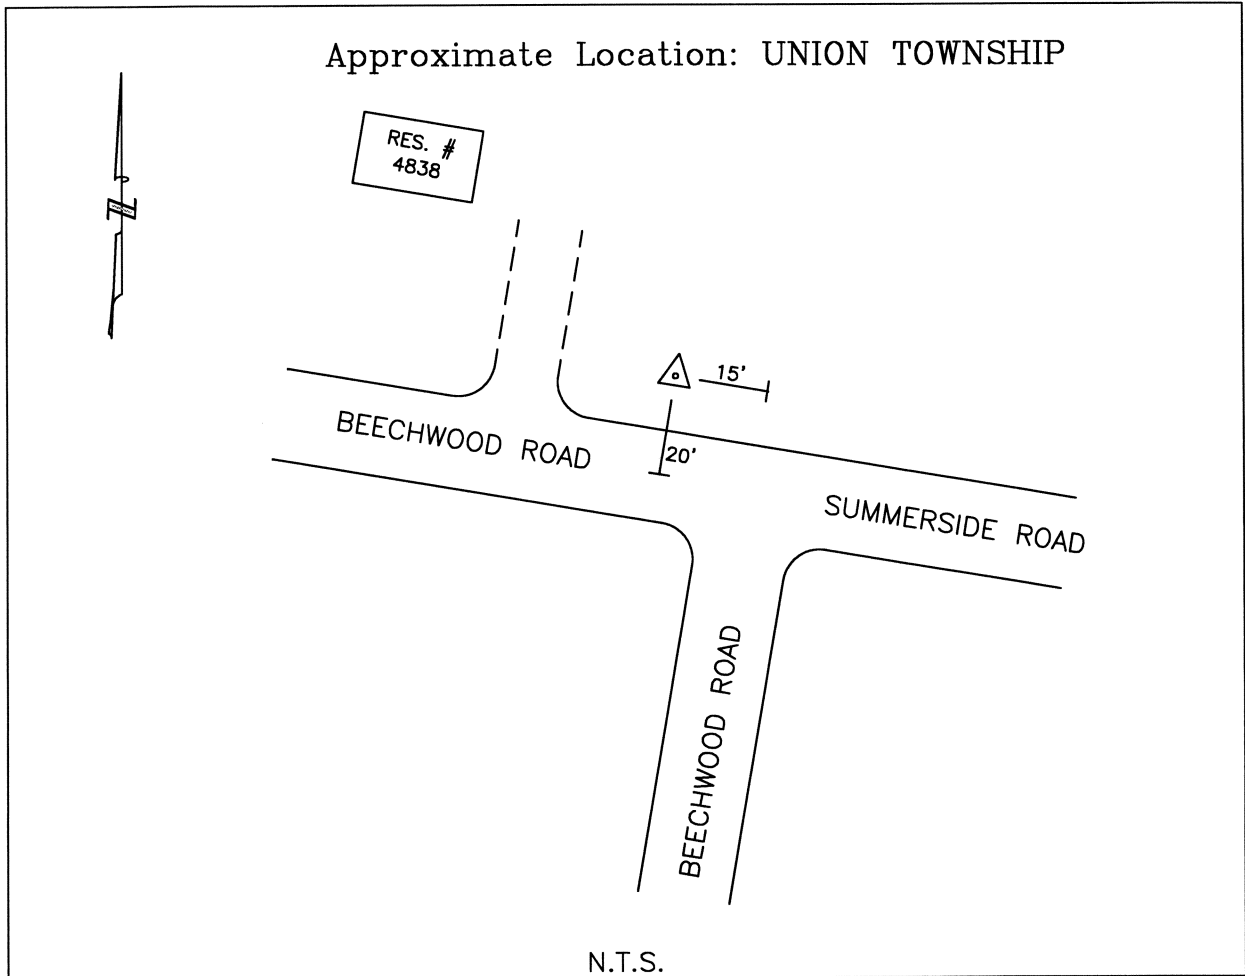 Approximate Location: UNION TOWNSHIP
RES. #
4838
N
15'
20'
BEECHWOOD ROAD
SUMMERSIDE ROAD
BEECHWOOD ROAD
N.T.S.